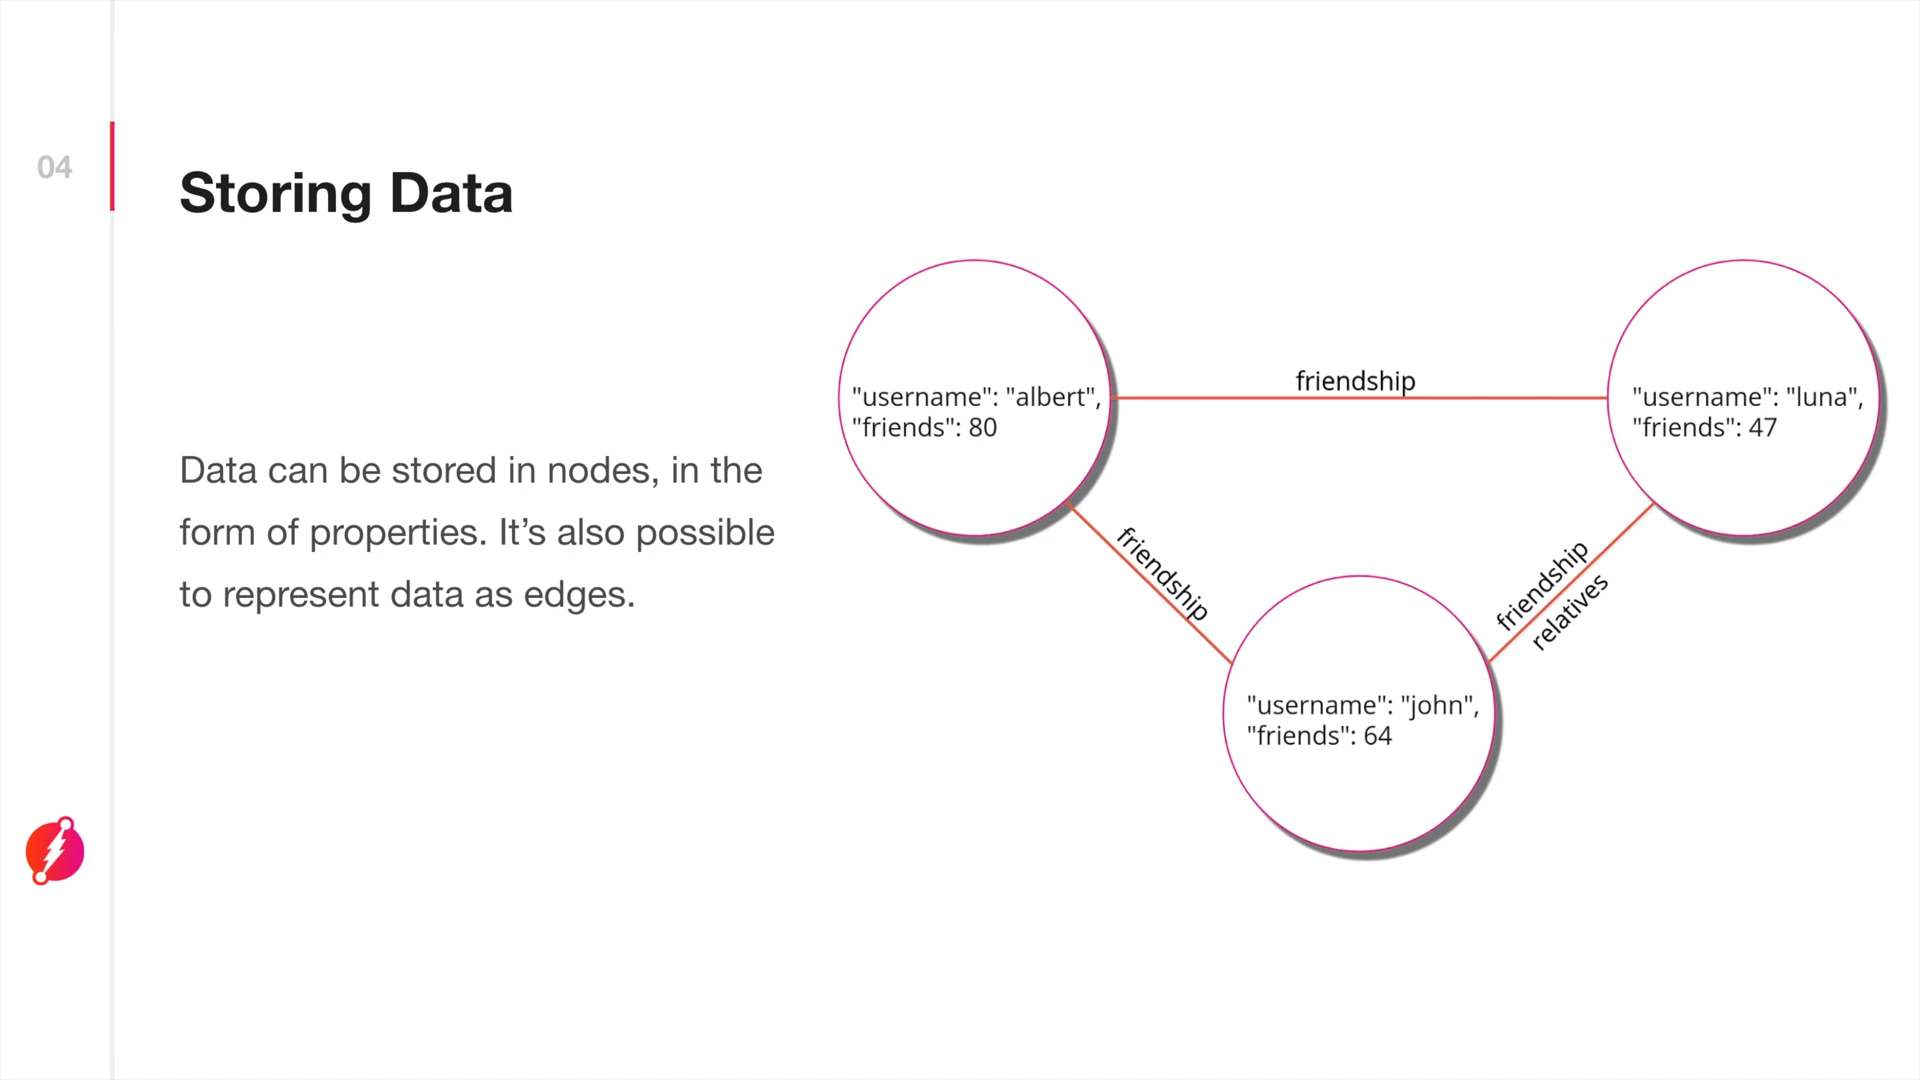 04
Storing Data
Data can be stored in nodes, in the
form of properties. It’s also possible
to represent data as edges.
"username": "albert",
"friends": 80
friendship
"username": "luna",
"friends": 47
friendship
friendship
relatives
"username": "john",
"friends": 64